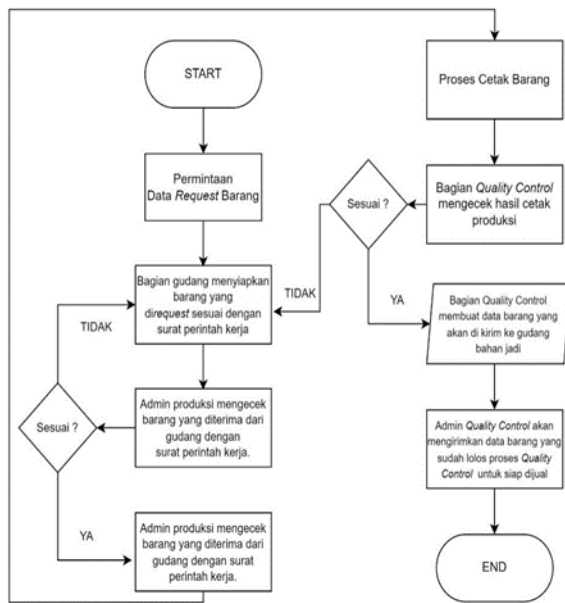 START
Permintaan
Data Request Barang
Bagian gudang menyiapkan
barang yang
direquest sesuai dengan
surat perintah kerja
TIDAK
Admin produksi mengecek
barang yang diterima dari
gudang dengan
surat perintah kerja.
Sesuai ?
YA
Admin produksi mengecek
barang yang diterima dari
gudang dengan surat
perintah kerja.
Proses Cetak Barang
Bagian Quality Control
mengecek hasil cetak
produksi
Sesuai ?
TIDAK
YA
Bagian Quality Control
membuat data barang yang
akan di kirim ke gudang
bahan jadi
Admin Quality Control akan
mengirimkan data barang yang
sudah lolos proses Quality
Control untuk siap dijual
END